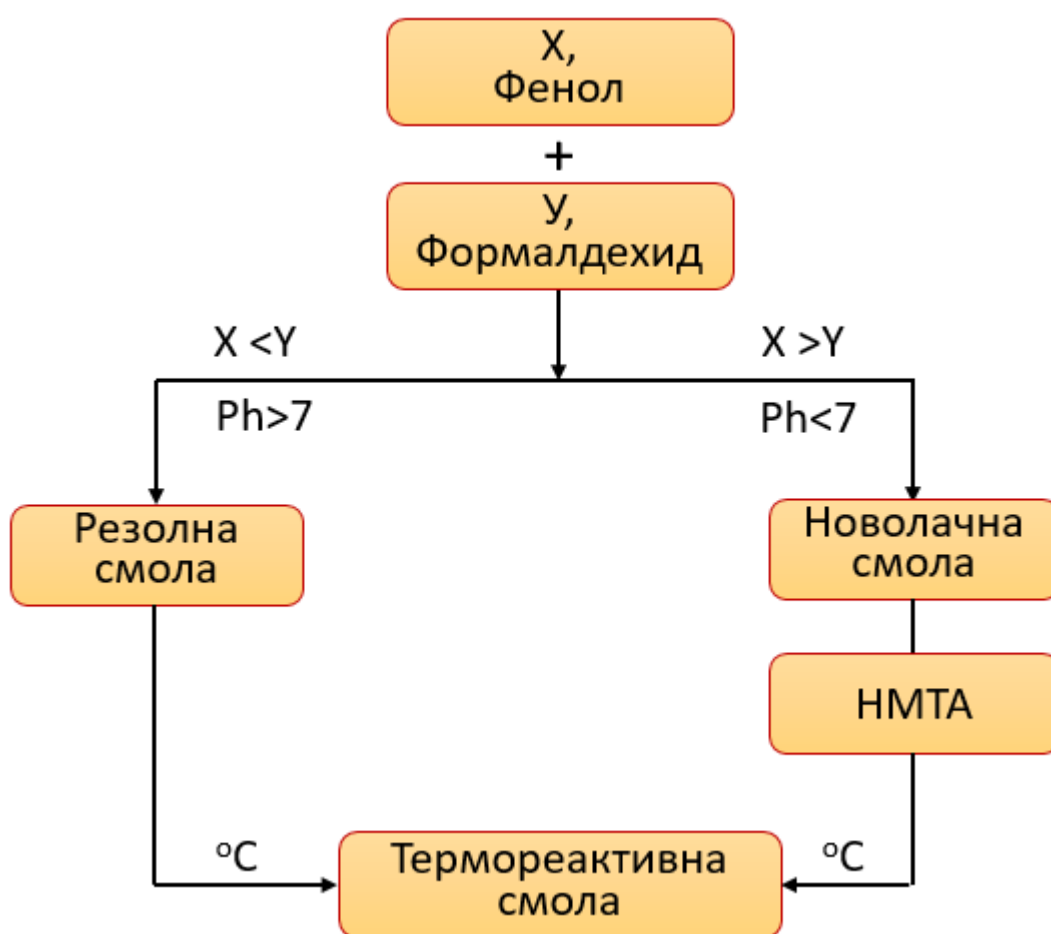 Х,
Фенол
+
У,
Формалдехид
X <Y
X >Y
Ph>7
Ph<7
Резолна
смола
Новолачна
смола
HMTA
°C
°C
Термореактивна
смола